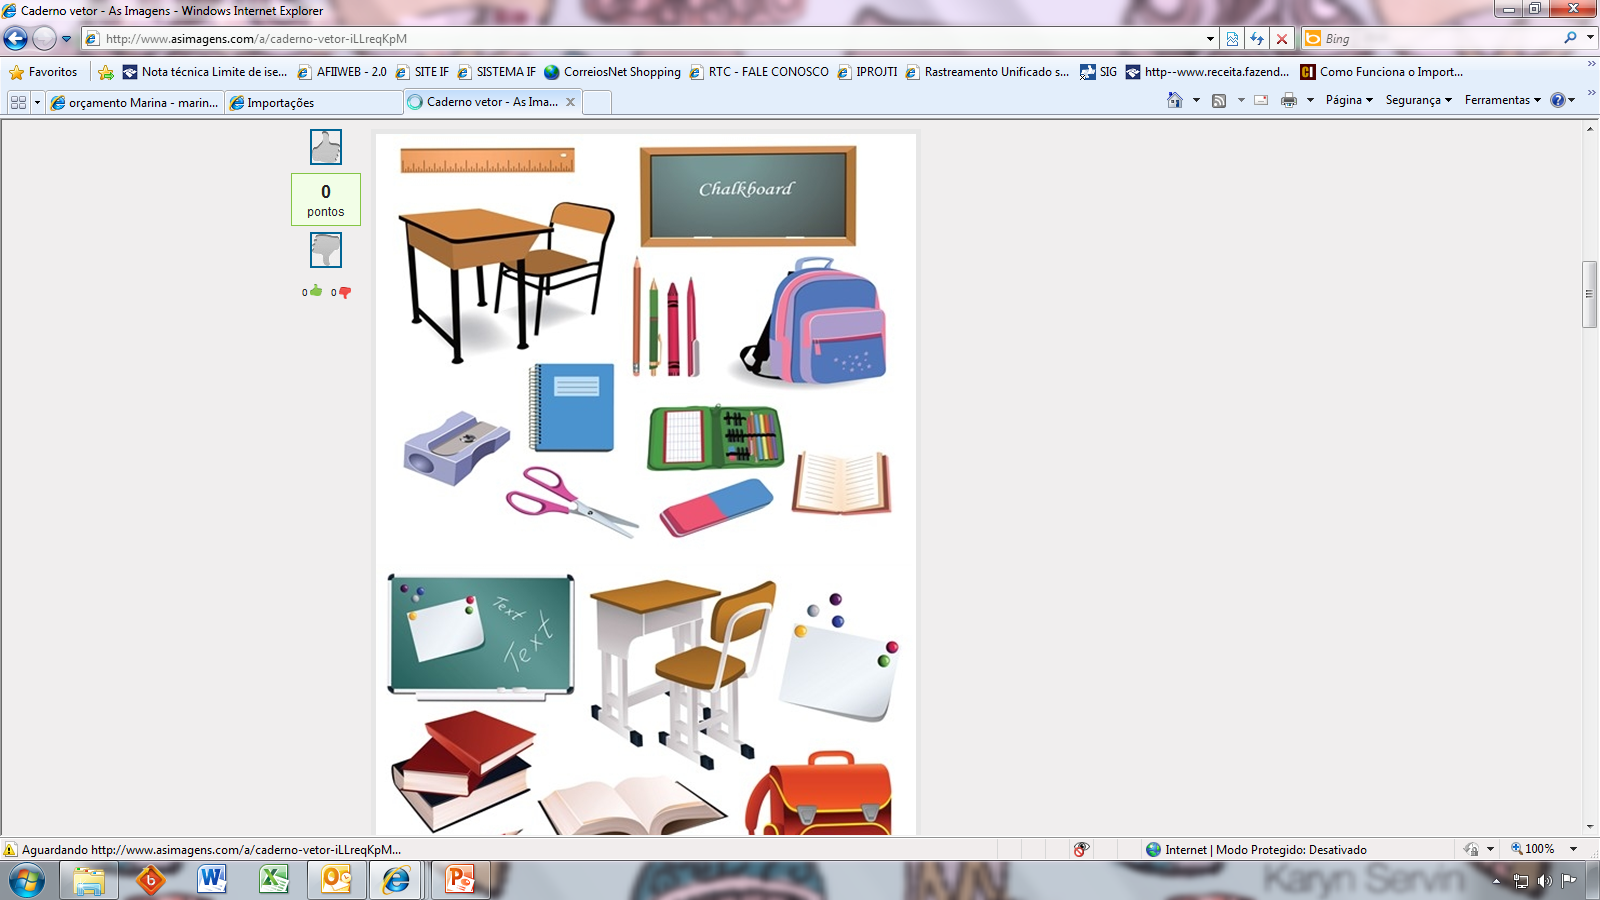 Caderno vetor - As Imagens - Windows Internet Explorer
http://www.asimagens.com/a/caderno-vetor-iLLreqKpM
Bing
Favoritos
Nota técnica Limite de ise...
AFIIWEB - 2.0
SITE IF
SISTEMA IF
CorreiosNet Shopping
RTC - FALE CONOSCO
IPROJTI
Rastreamento Unificado s...
SIG
http--www.receita.fazend...
Como Funciona o Import...
orçamento Marina - marin...
Importações
Caderno vetor - As Ima...
Página
Segurança
Ferramentas
0
pontos
0
0
Chalkboard
Text
Text
Aguardando http://www.asimagens.com/a/caderno-vetor-iLLreqKpM...
Internet | Modo Protegido: Desativado
100%
Karyn Servin